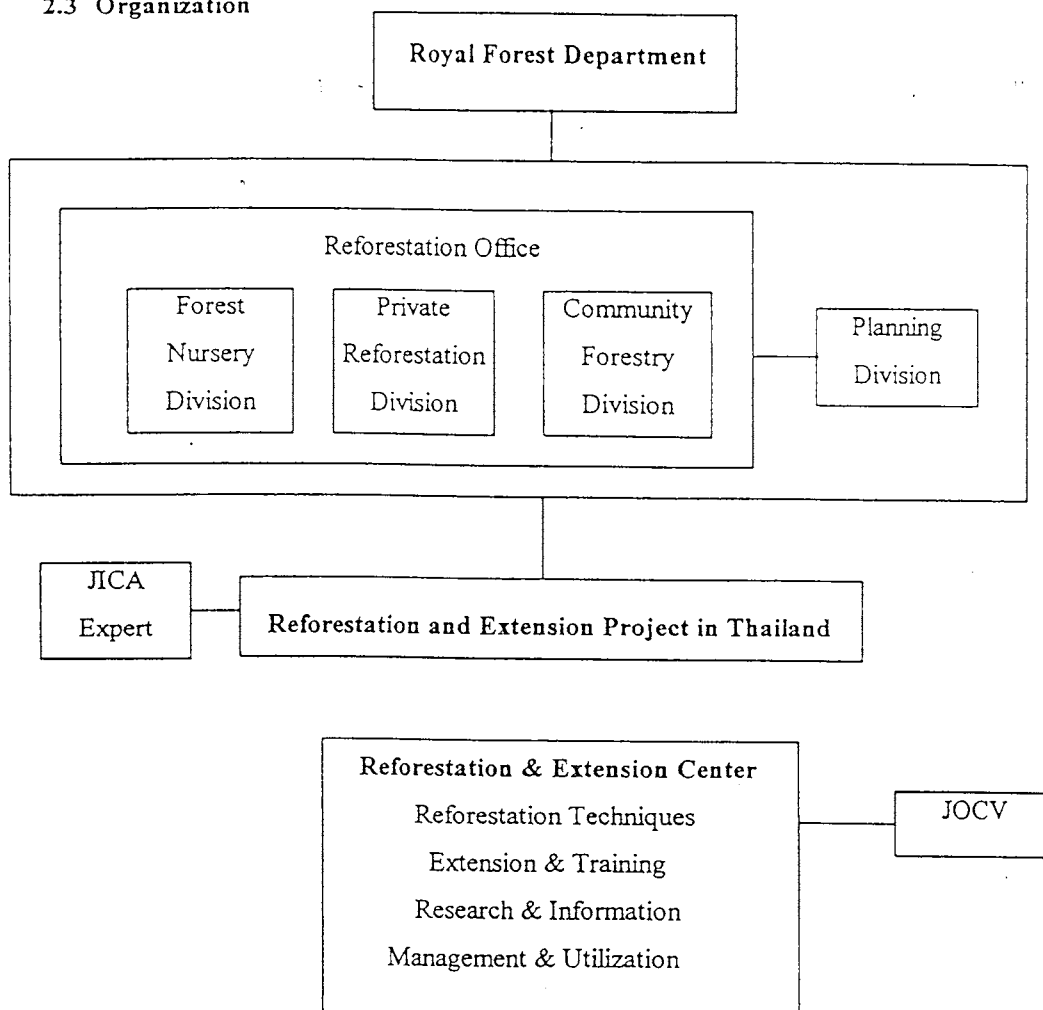 2.3 Organization
Royal Forest Department
Reforestation Office
Forest
Nursery
Division
Private
Reforestation
Division
Community
Forestry
Division
Planning
Division
JICA
Expert
Reforestation and Extension Project in Thailand
Reforestation & Extension Center
Reforestation Techniques
Extension & Training
Research & Information
Management & Utilization
JOCV